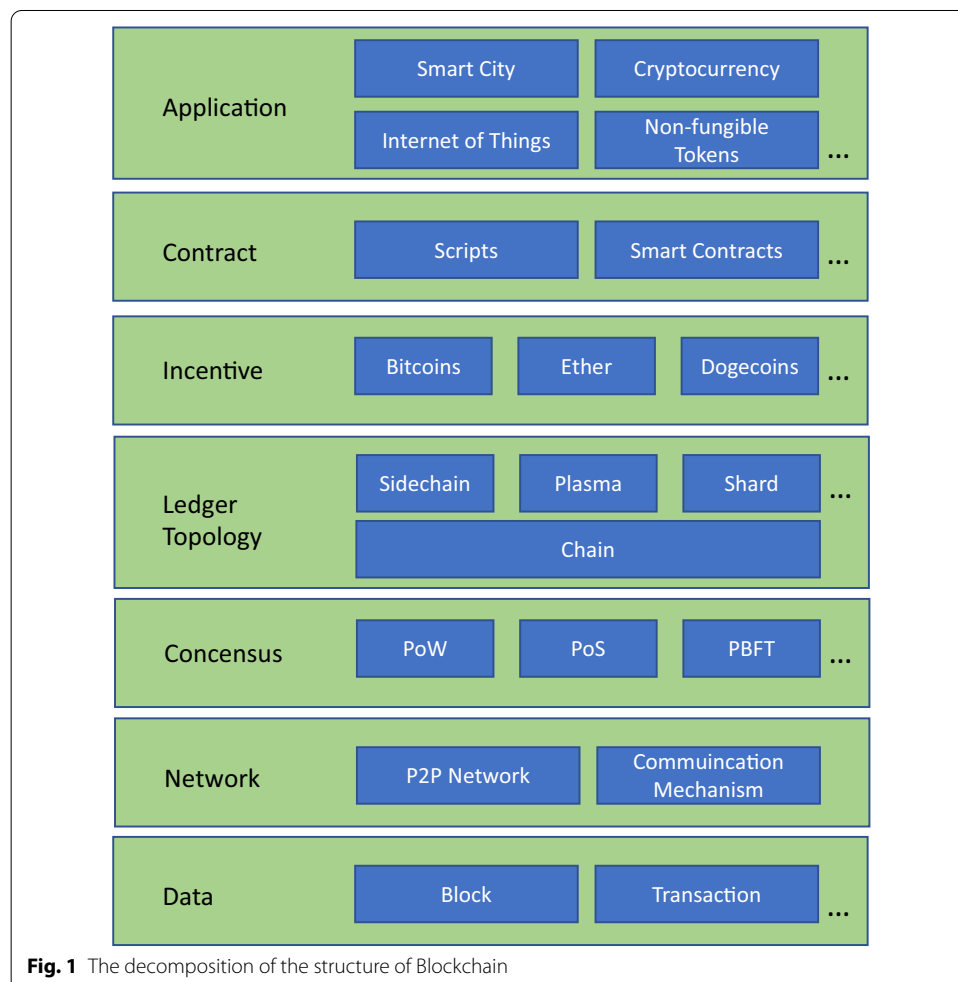 Application
Smart City
Cryptocurrency
Internet of Things
Non-fungible
Tokens
...
Contract
Scripts
Smart Contracts
...
Incentive
Bitcoins
Ether
Dogecoins
...
Ledger
Topology
Sidechain
Plasma
Shard
...
Chain
Concensus
PoW
PoS
PBFT
...
Network
P2P Network
Commuincation
Mechanism
Data
Block
Transaction
...
Fig. 1 The decomposition of the structure of Blockchain